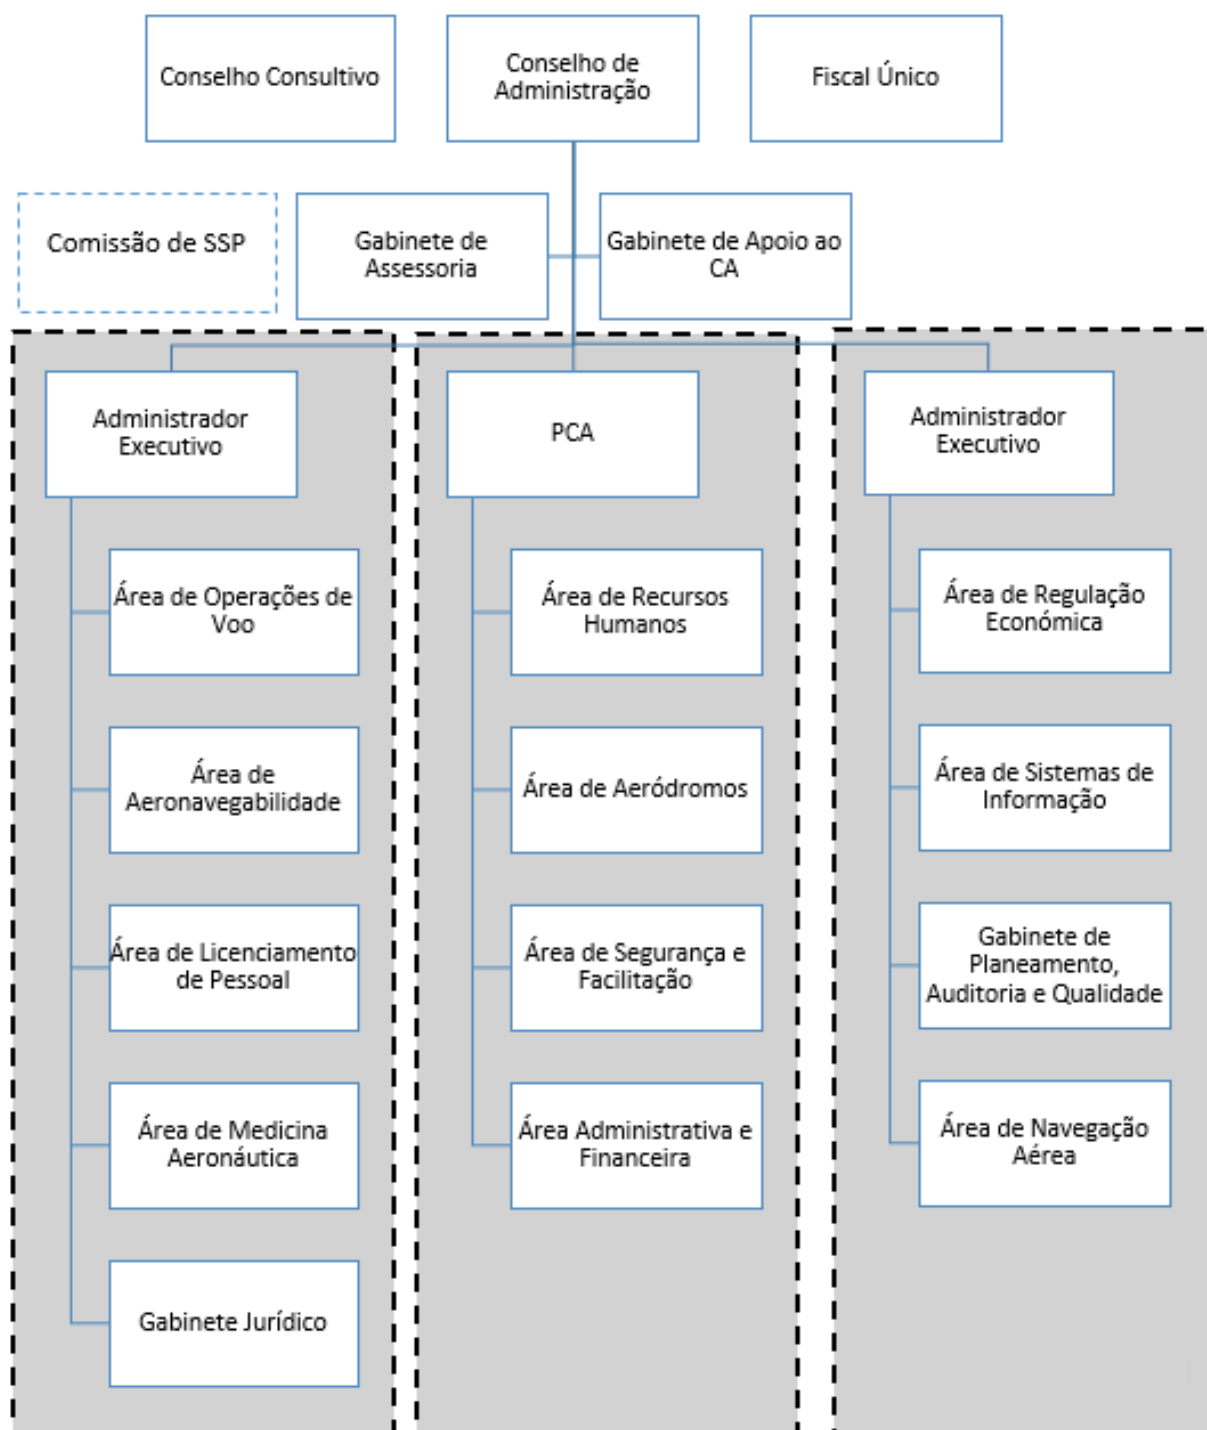 Conselho Consultivo
Conselho de
Administração
Fiscal Único
Comissão de SSP
Gabinete de
Assessoria
Gabinete de Apoio ao
CA
Administrador
Executivo
PCA
Administrador
Executivo
Área de Operações de
Voo
Área de
Aeronavegabilidade
Área de Licenciamento
de Pessoal
Área de Medicina
Aeronáutica
Gabinete Jurídico
Área de Recursos
Humanos
Área de Aeródromos
Área de Segurança e
Facilitação
Área Administrativa e
Financeira
Área de Regulação
Económica
Área de Sistemas de
Informação
Gabinete de
Planeamento,
Auditoria e Qualidade
Área de Navegação
Aérea